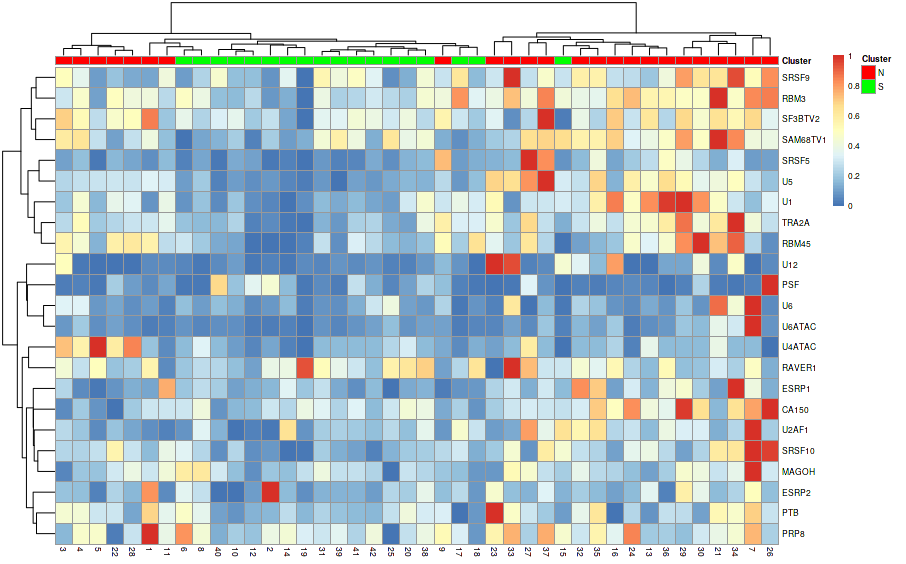 Cluster
SRSF9
RBM3
SF3BTV2
SAM68TV1
SRSF5
U5
U1
TRA2A
RBM45
U12
PSF
U6
U6ATAC
U4ATAC
RAVER1
ESRP1
CA150
U2AF1
SRSF10
MAGOH
ESRP2
PTB
PRP8
3 4 5 22 28 1 11 6 8 40 10 12 2 14 19 31 39 41 42 25 20 38 9 17 18 23 33 27 37 15 32 35 16 24 13 36 29 30 21 34 7 26
1
0.8
0.6
0.4
0.2
0
Cluster
N
S